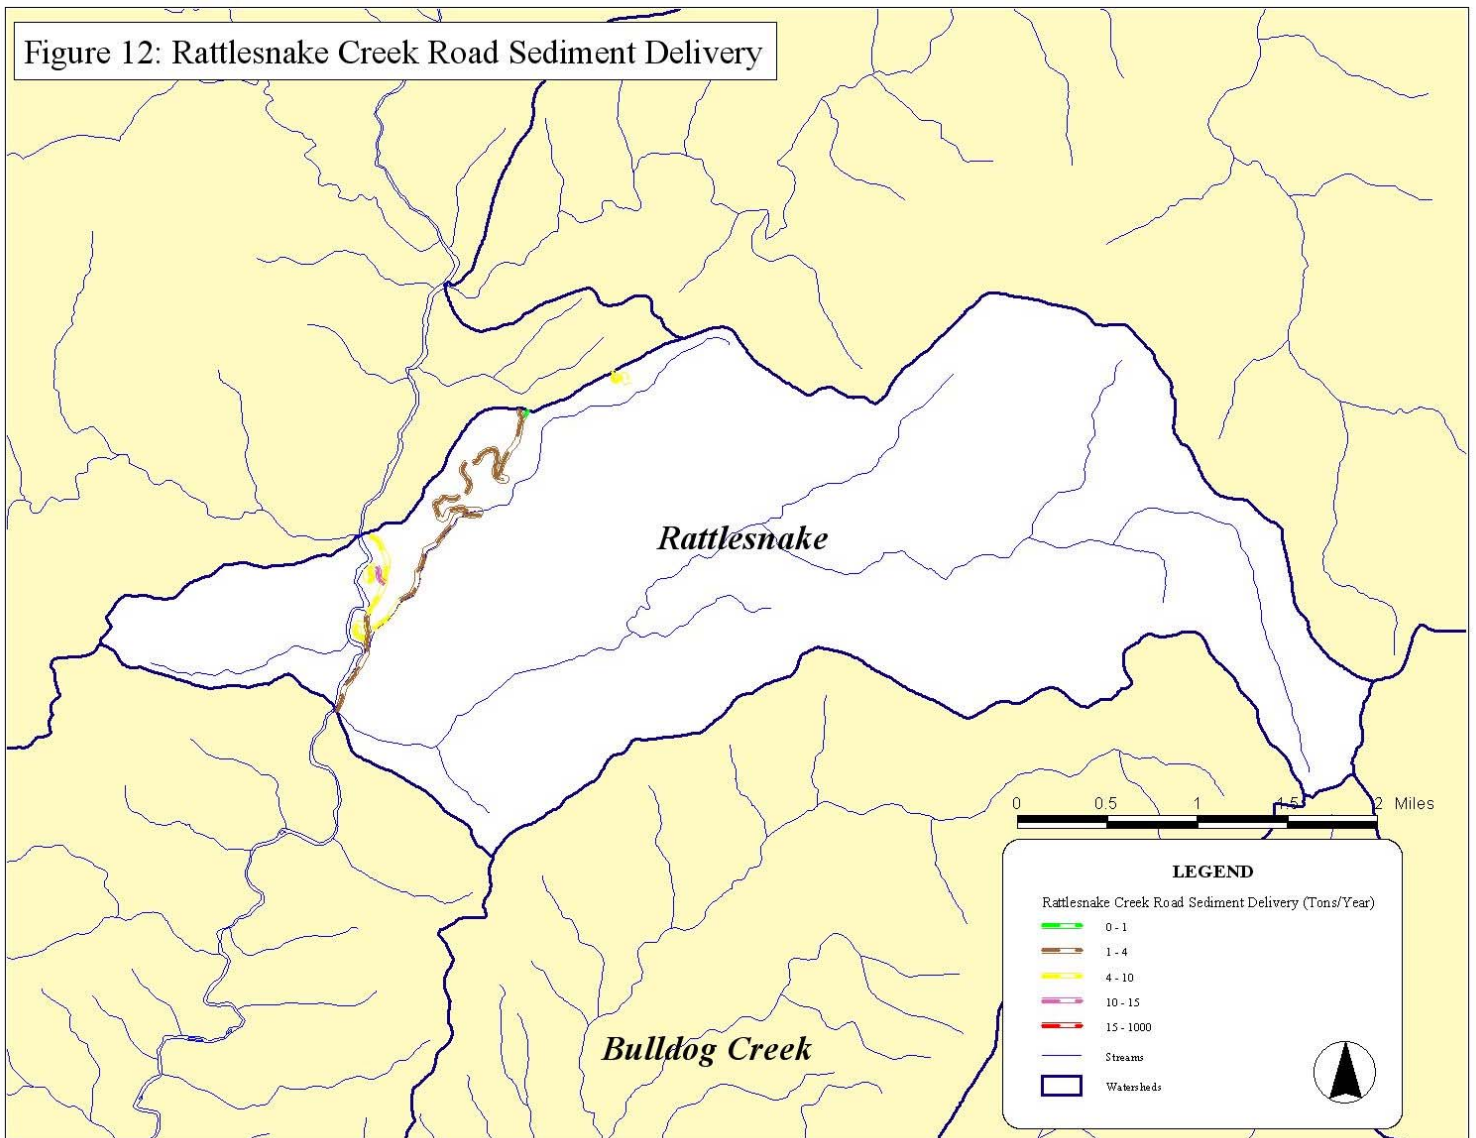 Figure 12: Rattlesnake Creek Road Sediment Delivery
Rattlesnake
0 0.5 1 1.5 2 Miles
LEGEND
Rattlesnake Creek Road Sediment Delivery (Tons/Year)
0 - 1
1 - 4
4 - 10
10 - 15
15 - 1000
Streams
Watersheds
Bulldog Creek